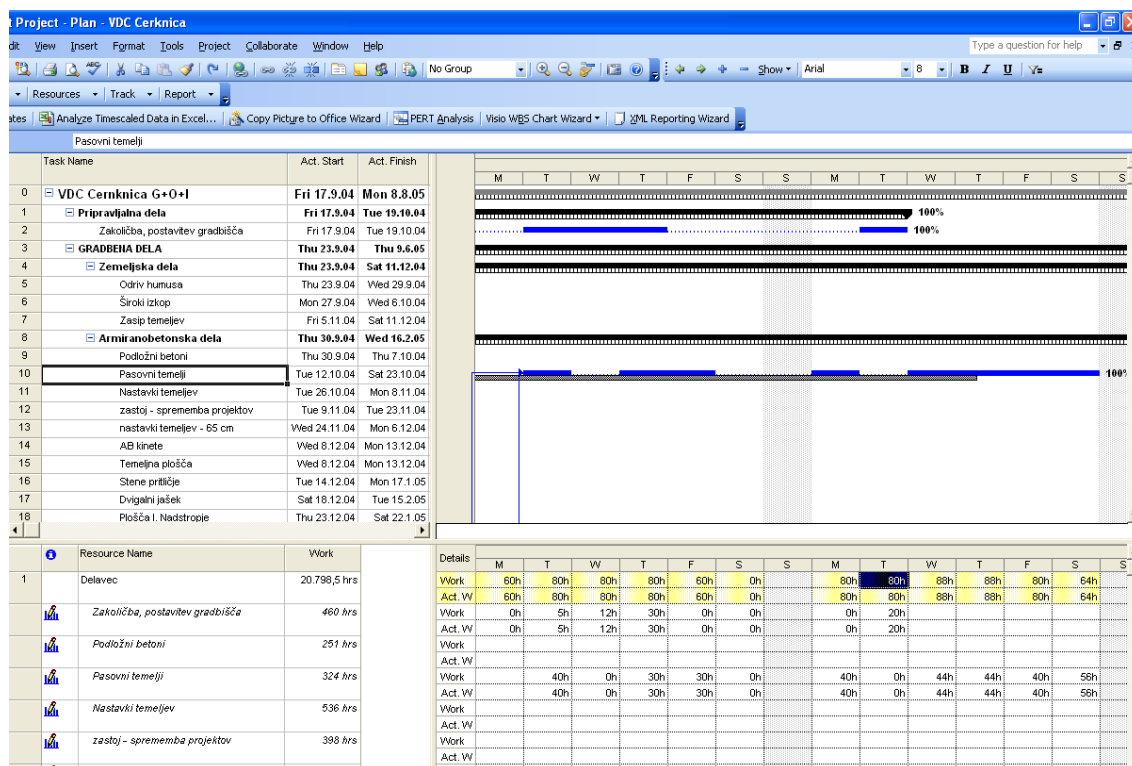 t Project - Plan - VDC Cerknica
dit View Insert Format Tools Project Collaborate Window Help Type a question for help
No Group Show Arial 8 B I U
Resources Track Report
ates Analyze Timescaled Data in Excel... Copy Picture to Office Wizard PERT Analysis Visio WBS Chart Wizard XML Reporting Wizard
Pasovni temelji
Task Name Act. Start Act. Finish
M T W T F S S M T W T F S S
0 VDC Cernknica G+O+I Fri 17.9.04 Mon 8.8.05
1 Pripravljalna dela Fri 17.9.04 Tue 19.10.04 100%
2 Zakoličba, postavitev gradbišča Fri 17.9.04 Tue 19.10.04 100%
3 GRADBENA DELA Thu 23.9.04 Thu 9.6.05
4 Zemeljska dela Thu 23.9.04 Sat 11.12.04
5 Odriv humusa Thu 23.9.04 Wed 29.9.04
6 Široki izkop Mon 27.9.04 Wed 6.10.04
7 Zasip temeljev Fri 5.11.04 Sat 11.12.04
8 Armiranobetonska dela Thu 30.9.04 Wed 16.2.05
9 Podložni betoni Thu 30.9.04 Thu 7.10.04
10 Pasovni temelji Tue 12.10.04 Sat 23.10.04 100%
11 Nastavki temeljev Tue 26.10.04 Mon 8.11.04
12 zastoj - sprememba projektov Tue 9.11.04 Tue 23.11.04
13 nastavki temeljev - 65 cm Wed 24.11.04 Mon 6.12.04
14 AB kinete Wed 8.12.04 Mon 13.12.04
15 Temeljna plošča Wed 8.12.04 Mon 13.12.04
16 Stene pritličje Tue 14.12.04 Mon 17.1.05
17 Dvigalni jašek Sat 18.12.04 Tue 15.2.05
18 Plošča I. Nadstropje Thu 23.12.04 Sat 22.1.05
Resource Name Work Details M T W T F S S M T W T F S S
1 Delavec 20.798,5 hrs Work 60h 80h 80h 80h 60h 0h 80h 80h 88h 88h 80h 64h
Act. W 60h 80h 80h 80h 60h 0h 80h 80h 88h 88h 80h 64h
Zakoličba, postavitev gradbišča 460 hrs Work 0h 5h 12h 30h 0h 0h 0h 20h
Act. W 0h 5h 12h 30h 0h 0h 0h 20h
Podložni betoni 251 hrs Work
Act. W
Pasovni temelji 324 hrs Work 40h 0h 30h 30h 0h 40h 0h 44h 44h 40h 56h
Act. W 40h 0h 30h 30h 0h 40h 0h 44h 44h 40h 56h
Nastavki temeljev 536 hrs Work
Act. W
zastoj - sprememba projektov 398 hrs Work
Act. W